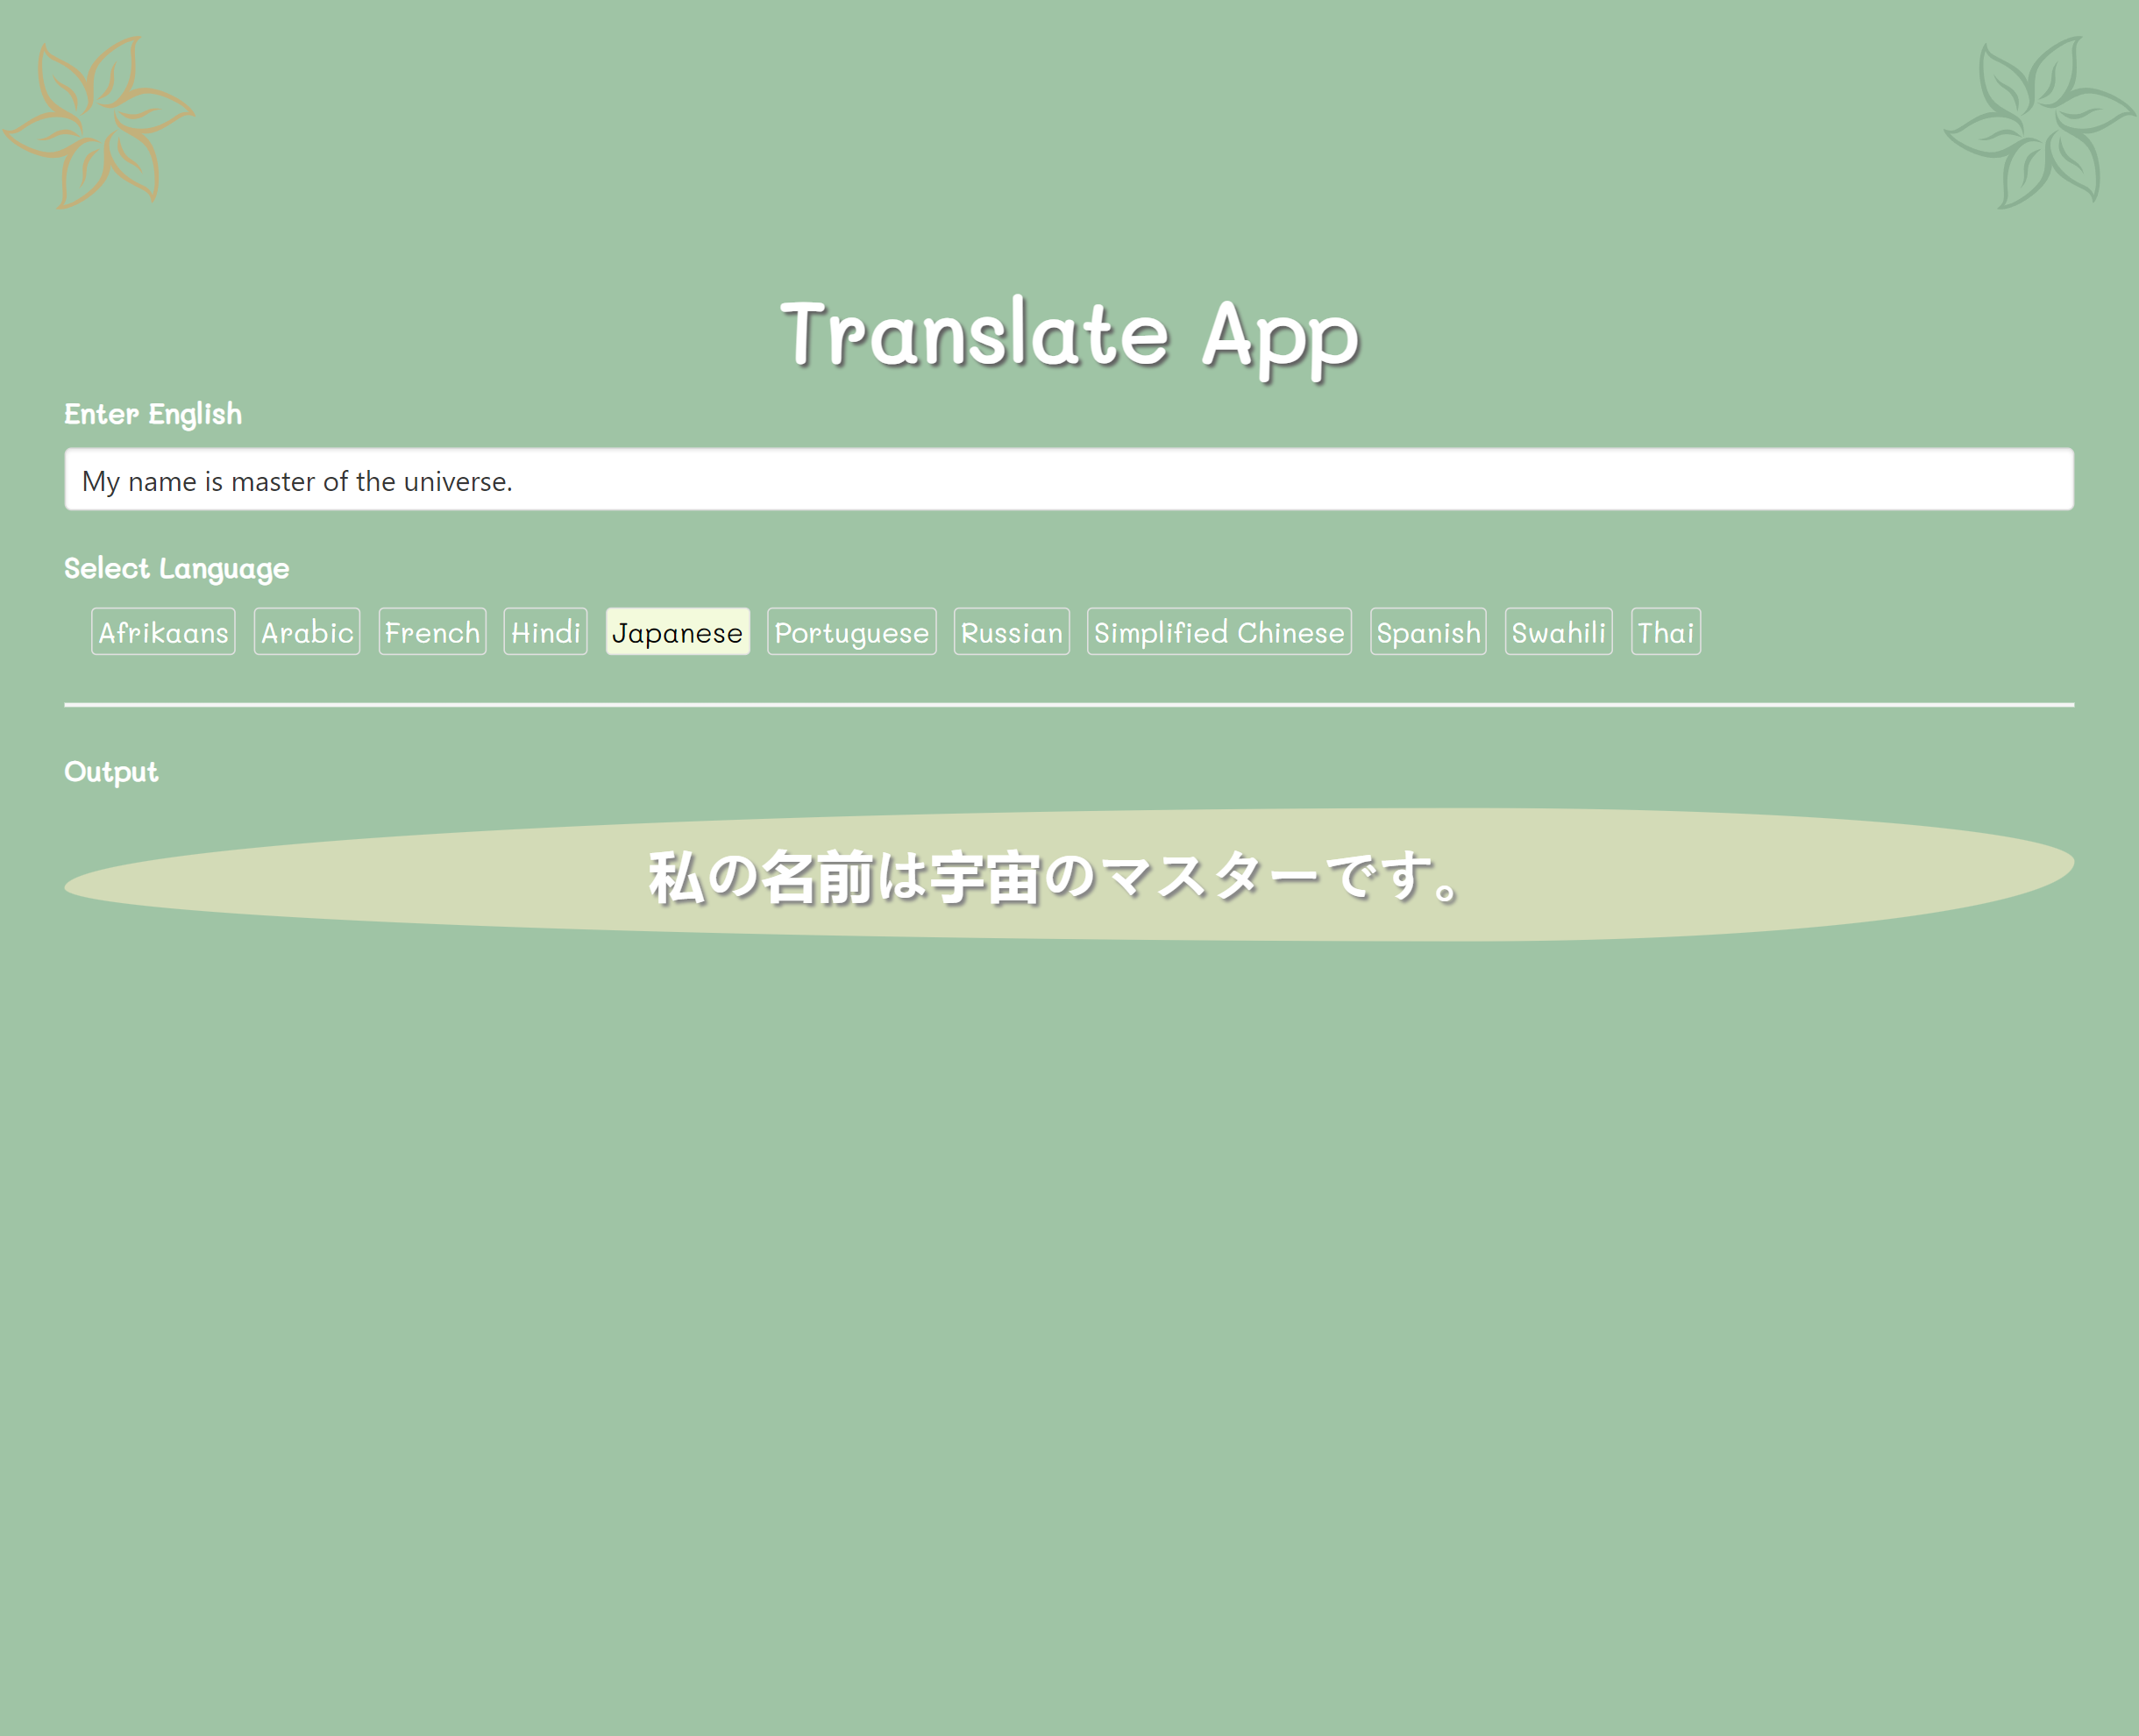 Translate App
Enter English
My name is master of the universe.
Select Language
Afrikaans Arabic French Hindi Japanese Portuguese Russian Simplified Chinese Spanish Swahili Thai
Output
私の名前は宇宙のマスターです。